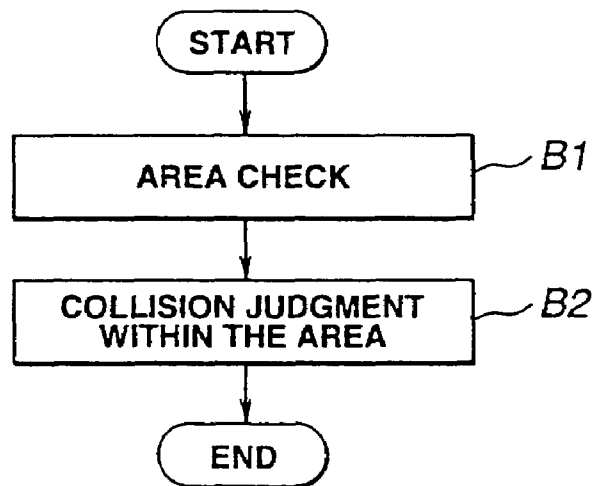 START
AREA CHECK
B1
COLLISION JUDGMENT
WITHIN THE AREA
B2
END